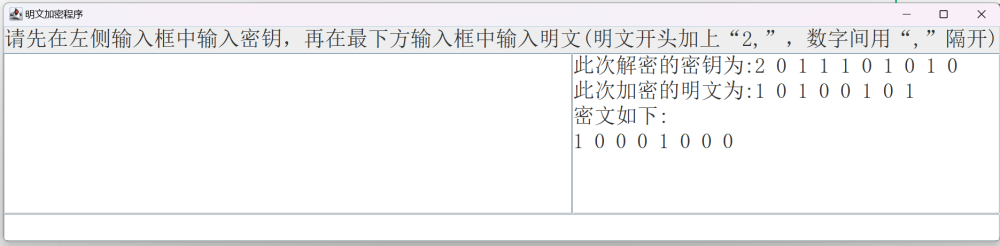 明文加密程序
请先在左侧输入框中输入密钥，再在最下方输入框中输入明文(明文开头加上“2,”，数字间用“,”隔开)
此次解密的密钥为:2 0 1 1 1 0 1 0 1 0
此次加密的明文为:1 0 1 0 0 1 0 1
密文如下:
1 0 0 0 1 0 0 0